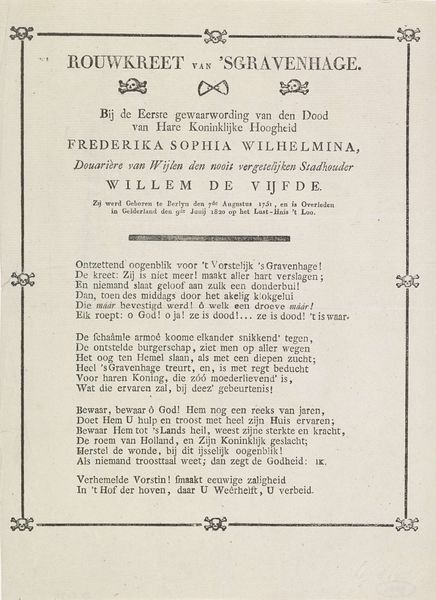 ROUWKREET VAN 'SGRAVENHAGE.
Bij de Eerste gewaarwording van den Dood
van Hare Koninklijke Hoogheid
FREDERIKA SOPHIA WILHELMINA,
Douarière van Wijlen den nooit vergetelijken Stadhouder
WILLEM DE VIJFDE.
Zij werd Geboren te Berlyn den 7de Augustus 1751, en is Overleden
in Gelderland den 9de Junij 1820 op het Lust-Huis 't Loo.
Ontzettend oogenblik voor 't Vorstelijk 's Gravenhage!
De kreet: Zij is niet meer! maakt aller hart verslagen;
En niemand slaat geloof aan zulk een donderbui!
Dan, toen des middags door het akelig klokgelui
Die máár bevestigd werd! ô welk een droeve máár!
Elk roept: o God! o ja! ze is dood!... ze is dood! 't is waar.
De schaâmle armoê koome elkander snikkend' tegen,
De ontstelde burgerschap, ziet men op aller wegen
Het oog ten Hemel slaan, als met een diepen zucht;
Heel 's Gravenhage treurt, en, is met regt beducht
Voor haren Koning, die zóó moederlievend' is,
Wat die ervaren zal, bij deez' gebeurtenis!
Bewaar, bewaar ô God! Hem nog een reeks van jaren,
Doet Hem U hulp en troost met heel zijn Huis ervaren;
Bewaar Hem tot 's Lands heil, weest zijne sterkte en kracht,
De roem van Holland, en Zijn Koninklijk geslacht;
Herstel de wonde, bij dit ijsselijk oogenblik!
Als niemand troosttaal weet; dan zegt de Godheid: IK.
Verhemelde Vorstin! smaakt eeuwige zaligheid
In 't Hof der hoven, daar U Weêrhelft, U verbeid.